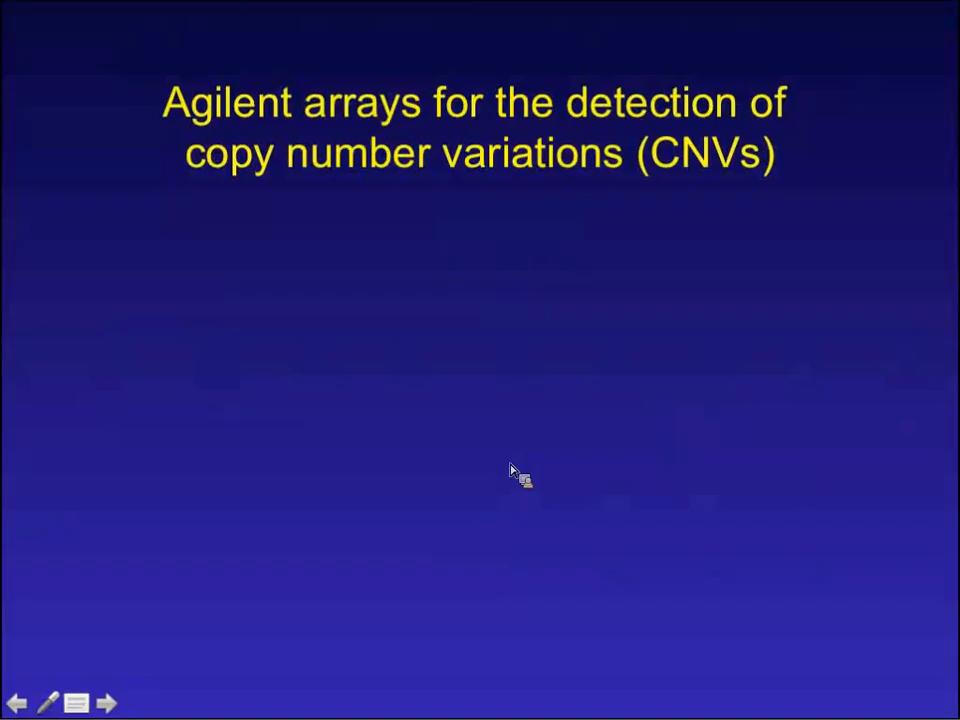 Agilent arrays for the detection of
copy number variations (CNVs)